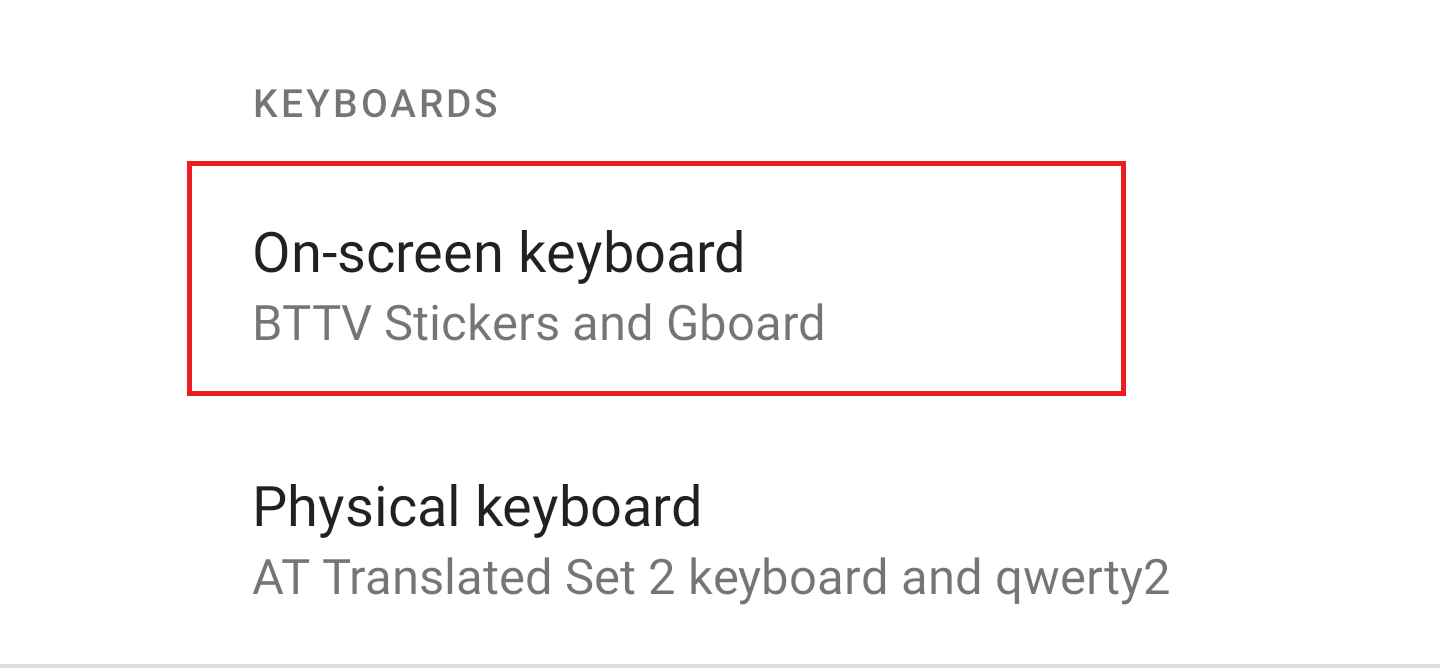 KEYBOARDS
On-screen keyboard
BTTV Stickers and Gboard
Physical keyboard
AT Translated Set 2 keyboard and qwerty2